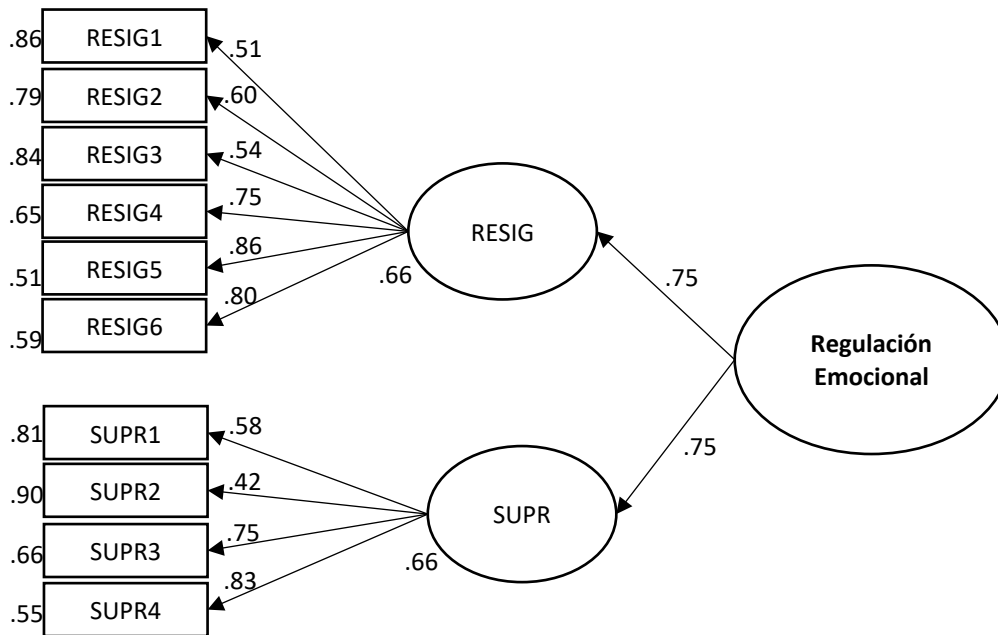 .86 RESIG1 .51
.79 RESIG2 .60
.84 RESIG3 .54
.65 RESIG4 .75
.51 RESIG5 .86
.59 RESIG6 .80
RESIG
.66
.75
Regulación
Emocional
.75
.81 SUPR1 .58
.90 SUPR2 .42
.66 SUPR3 .75
.55 SUPR4 .83
SUPR
.66